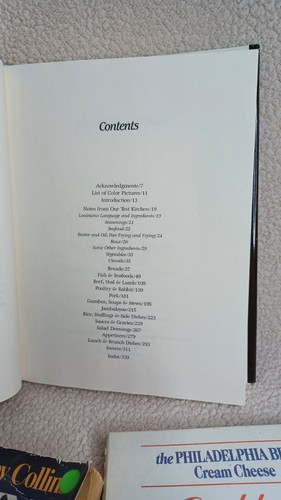 Contents
Acknowledgments/7
List of Color Pictures/11
Introduction/13
Notes from Our Test Kitchen/19
Louisiana Language and Ingredients/19
Seasonings/21
Seafood/22
Butter and Oil, Pan Frying and Frying/24
Roux/26
Some Other Ingredients/29
Vegetables/31
Utensils/35
Breads/37
Fish & Seafoods/49
Beef, Veal & Lamb/109
Poultry & Rabbit/139
Pork/181
Gumbos, Soups & Stews/195
Jambalayas/215
Rice, Stuffings & Side Dishes/223
Sauces & Gravies/239
Salad Dressings/267
Appetizers/279
Lunch & Brunch Dishes/293
Sweets/311
Index/339
y Collin
the PHILADELPHIA B
Cream Cheese